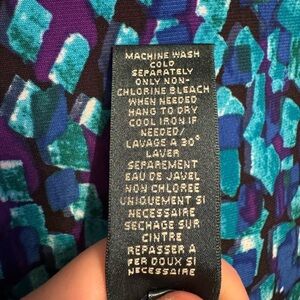 MACHINE WASH
COLD
SEPARATELY
ONLY NON-
CHLORINE BLEACH
WHEN NEEDED
HANG TO DRY
COOL IRON IF
NEEDED/
LAVAGE A 30°
LAVER
SEPAREMENT
EAU DE JAVEL
NON CHLOREE
UNIQUEMENT SI
NECESSAIRE
SECHAGE SUR
CINTRE
REPASSER A
FER DOUX SI
NECESSAIRE